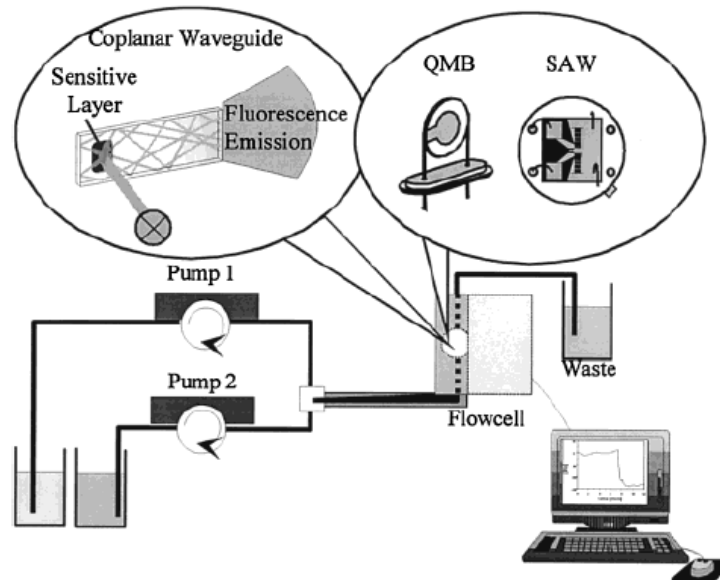 Coplanar Waveguide
Sensitive
Layer
Fluorescence
Emission
QMB
SAW
Pump 1
Pump 2
Waste
Flowcell